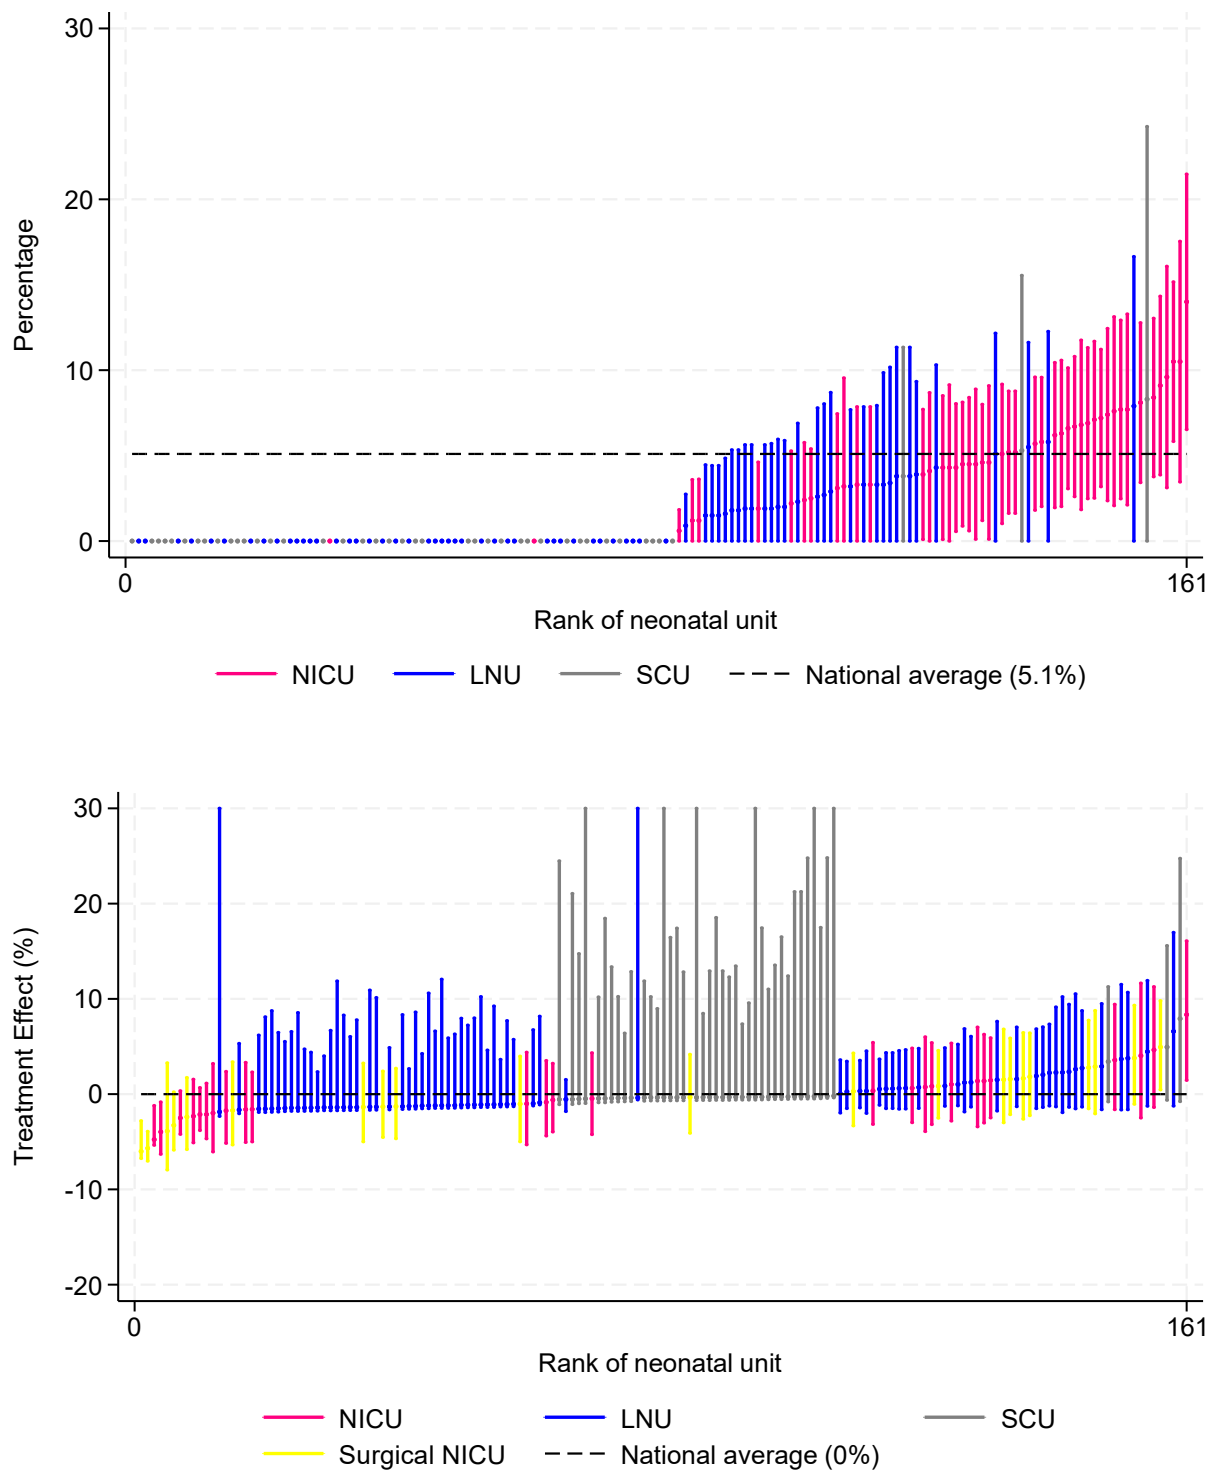 30
20
10
0
Percentage
0 161
Rank of neonatal unit
NICU LNU SCU National average (5.1%)
30
20
10
0
-10
-20
Treatment Effect (%)
0 161
Rank of neonatal unit
NICU LNU SCU
Surgical NICU National average (0%)